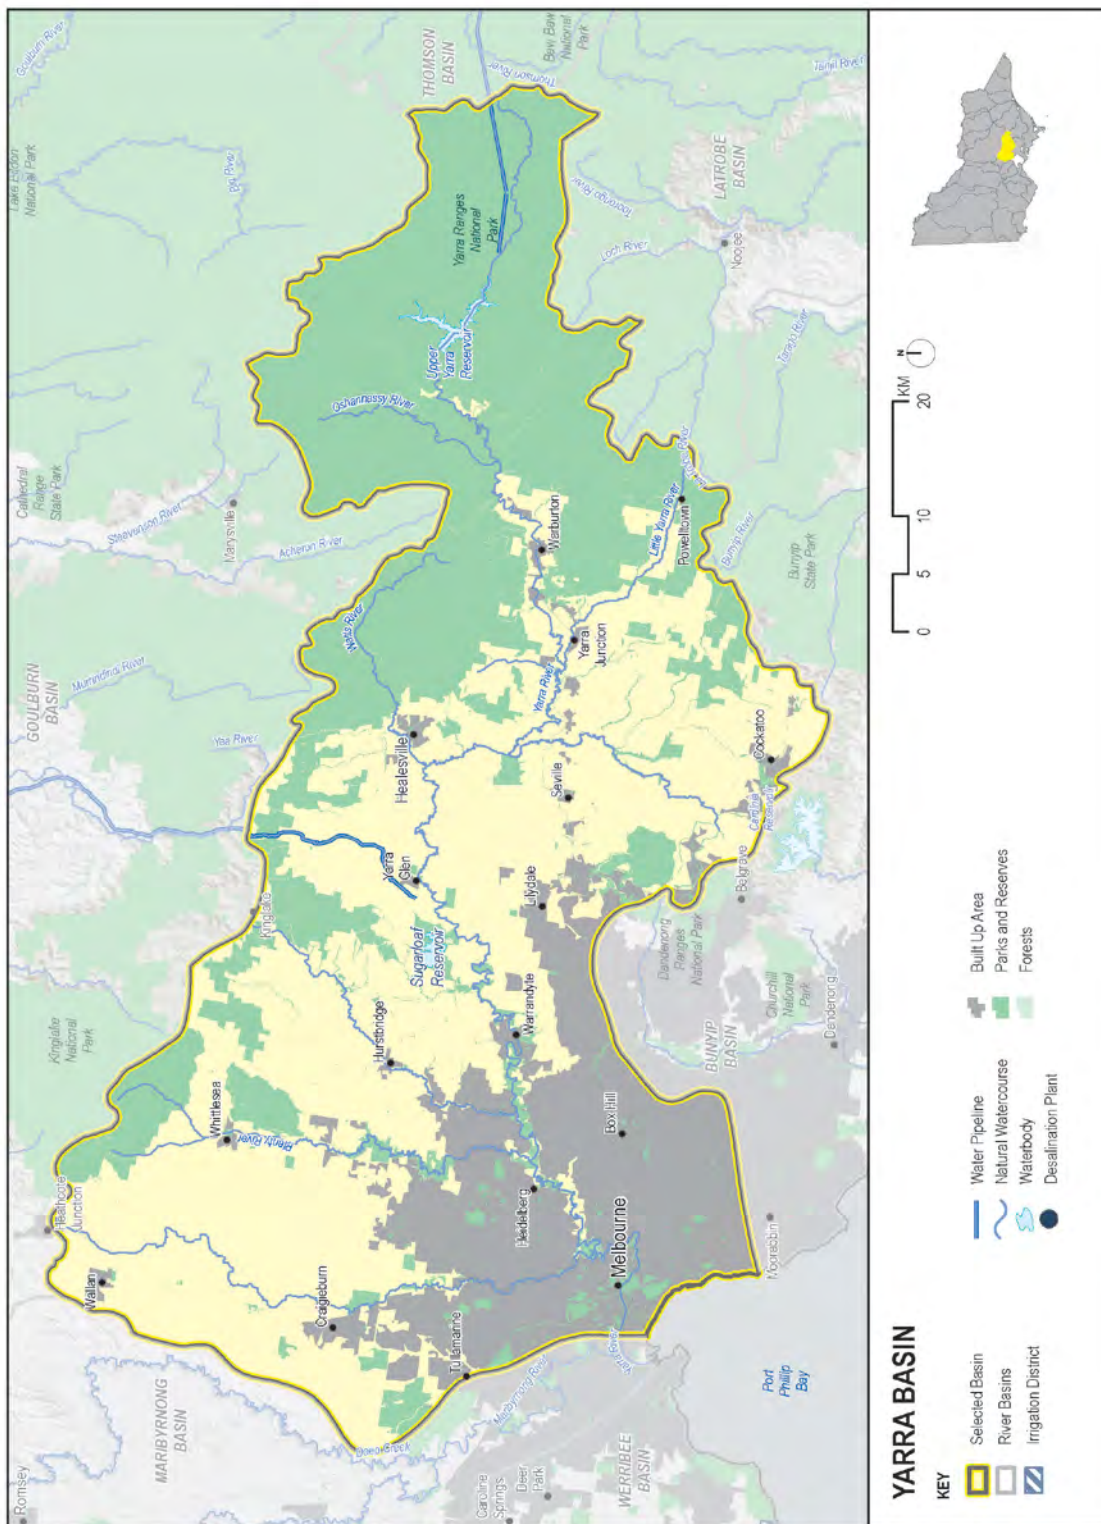 Romsey
MARIBYRNONG
BASIN
Heathcote
Junction
Wallan
Kinglake
National
Park
Whittlesea
Plenty River
Kinglake
GOULBURN
BASIN
Yea River
Murrindindi River
Cathedral
Range
State Park
Steavenson River
Marysville
Acheron River
Lake Eildon
National Park
Goulburn River
Big River
THOMSON
BASIN
Thomson River
Baw Baw
National
Park
Tanjil River
Deep Creek
Craigieburn
Tullamarine
Hurstbridge
Sugarloaf
Reservoir
Yarra
Glen
Healesville
Watts River
Oshannassy River
Upper
Yarra
Reservoir
Yarra Ranges
National
Park
Caroline
Springs
Deer
Park
Maribyrnong River
Heidelberg
Warrandyte
Lilydale
Seville
Yarra River
Yarra
Junction
Warburton
Little Yarra River
Powelltown
Toorongo River
Loch River
Noojee
LATROBE
BASIN
Tarago River
WERRIBEE
BASIN
Yarra River
Melbourne
Box Hill
Dandenong
Ranges
National Park
Belgrave
Cardinia
Reservoir
Cockatoo
Bunyip River
Bunyip
State Park
BUNYIP
BASIN
Churchill
National
Park
Dandenong
Moorabbin
Port
Phillip
Bay
YARRA BASIN
KEY
Selected Basin
River Basins
Irrigation District
Water Pipeline
Natural Watercourse
Waterbody
Desalination Plant
Built Up Area
Parks and Reserves
Forests
0 5 10 20
KM
N